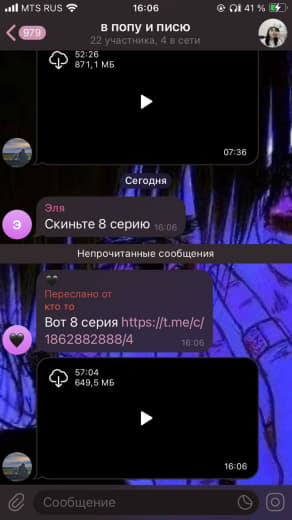 MTS RUS 16:06 41 %
979
в попу и писю
22 участника, 4 в сети
52:26
871,1 МБ
07:36
Сегодня
Эля
Э
Скиньте 8 серию 16:06
Непрочитанные сообщения
Переслано от
кто то
Вот 8 серия https://t.me/c/
1862882888/4
16:06
57:04
649,5 МБ
16:06
Сообщение